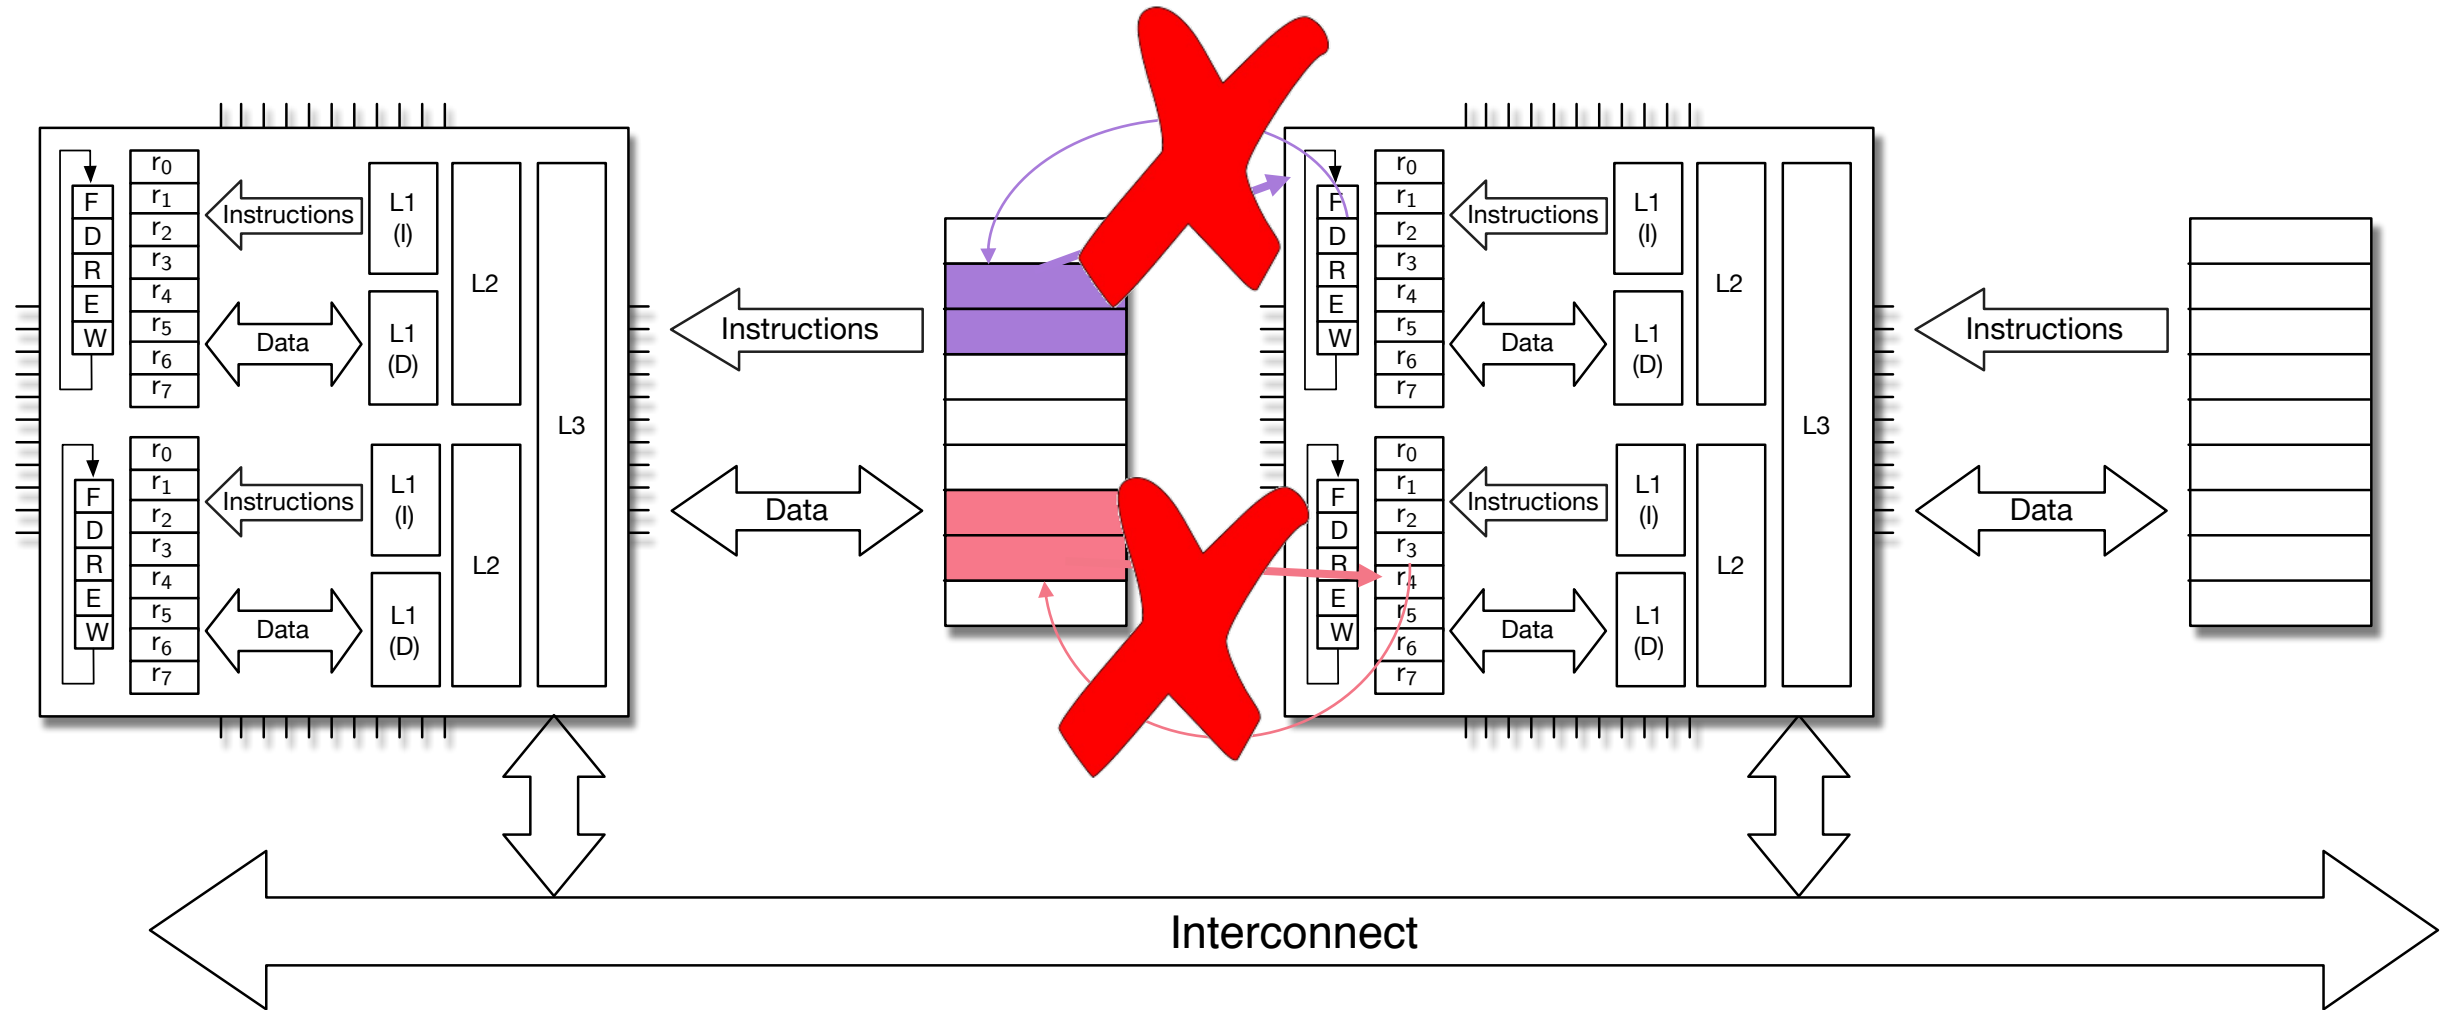 F
D
R
E
W
r0
r1
r2
r3
r4
r5
r6
r7
Instructions
Data
L1
(I)
L1
(D)
L2
F
D
R
E
W
r0
r1
r2
r3
r4
r5
r6
r7
Instructions
Data
L1
(I)
L1
(D)
L2
L3
Instructions
Data
F
D
R
E
W
r0
r1
r2
r3
r4
r5
r6
r7
Instructions
Data
L1
(I)
L1
(D)
L2
F
D
R
E
W
r0
r1
r2
r3
r4
r5
r6
r7
Instructions
Data
L1
(I)
L1
(D)
L2
L3
Instructions
Data
Interconnect